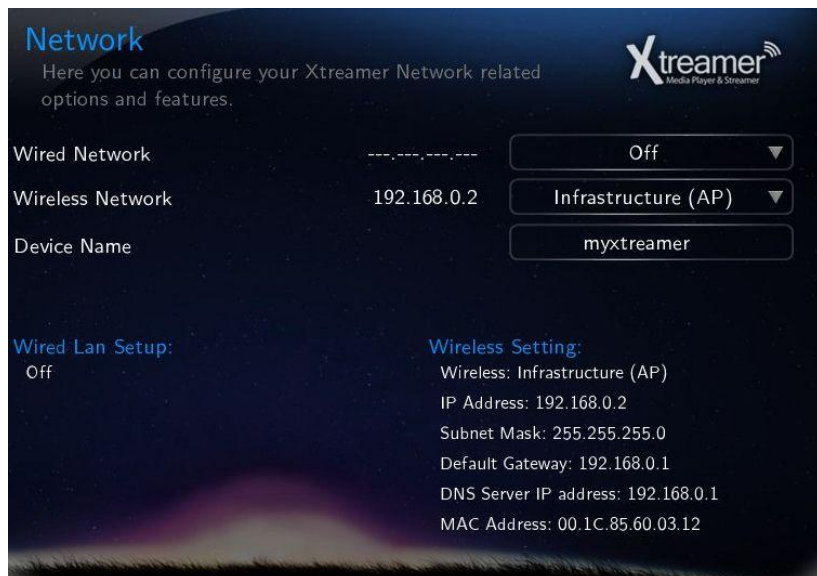 Network
Here you can configure your Xtreamer Network related
options and features.
Xtreamer
Media Player & Streamer
Wired Network ---.---.---.--- Off
Wireless Network 192.168.0.2 Infrastructure (AP)
Device Name myxtreamer
Wired Lan Setup:
Off
Wireless Setting:
Wireless: Infrastructure (AP)
IP Address: 192.168.0.2
Subnet Mask: 255.255.255.0
Default Gateway: 192.168.0.1
DNS Server IP address: 192.168.0.1
MAC Address: 00.1C.85.60.03.12